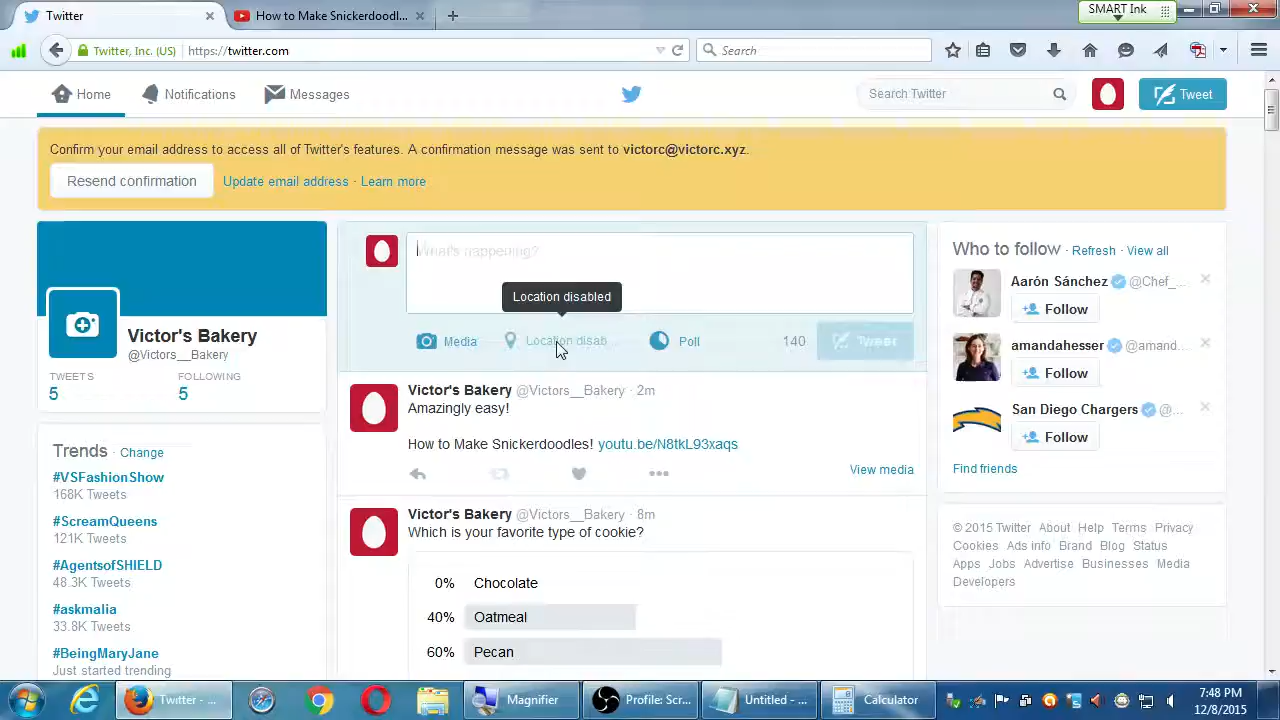 Twitter
How to Make Snickerdoodl...
SMART Ink
Twitter, Inc. (US)
https://twitter.com
Search
Home
Notifications
Messages
Search Twitter
Tweet
Confirm your email address to access all of Twitter's features. A confirmation message was sent to victorc@victorc.xyz.
Resend confirmation
Update email address · Learn more
Victor's Bakery
@Victors__Bakery
TWEETS
FOLLOWING
5
5
Trends · Change
#VSFashionShow
168K Tweets
#ScreamQueens
121K Tweets
#AgentsofSHIELD
48.3K Tweets
#askmalia
33.8K Tweets
#BeingMaryJane
Just started trending
What's happening?
Location disabled
Media
Location disab
Poll
140
Tweet
Victor's Bakery @Victors__Bakery · 2m
Amazingly easy!
How to Make Snickerdoodles! youtu.be/N8tkL93xaqs
View media
Victor's Bakery @Victors__Bakery · 8m
Which is your favorite type of cookie?
0% Chocolate
40% Oatmeal
60% Pecan
Who to follow · Refresh · View all
Aarón Sánchez @Chef_...
Follow
amandahesser @amand...
Follow
San Diego Chargers @...
Follow
Find friends
© 2015 Twitter About Help Terms Privacy
Cookies Ads info Brand Blog Status
Apps Jobs Advertise Businesses Media
Developers
Twitter - ...
Magnifier
Profile: Scr...
Untitled - ...
Calculator
7:48 PM
12/8/2015